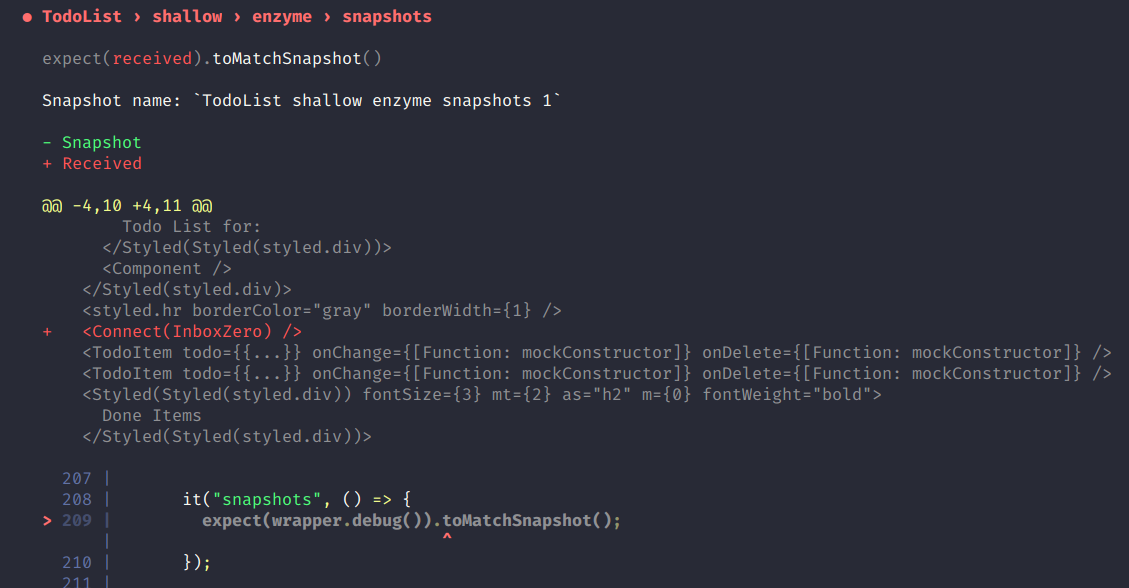 ● TodoList › shallow › enzyme › snapshots
expect(received).toMatchSnapshot()
Snapshot name: `TodoList shallow enzyme snapshots 1`
- Snapshot
+ Received
@@ -4,10 +4,11 @@
Todo List for:
</Styled(Styled(styled.div))>
<Component />
</Styled(styled.div)>
<styled.hr borderColor="gray" borderWidth={1} />
+ <Connect(InboxZero) />
<TodoItem todo={{...}} onChange={[Function: mockConstructor]} onDelete={[Function: mockConstructor]} />
<TodoItem todo={{...}} onChange={[Function: mockConstructor]} onDelete={[Function: mockConstructor]} />
<Styled(Styled(styled.div)) fontSize={3} mt={2} as="h2" m={0} fontWeight="bold">
Done Items
</Styled(Styled(styled.div))>
207 |
208 | it("snapshots", () => {
> 209 | expect(wrapper.debug()).toMatchSnapshot();
| ^
210 | });
211 |